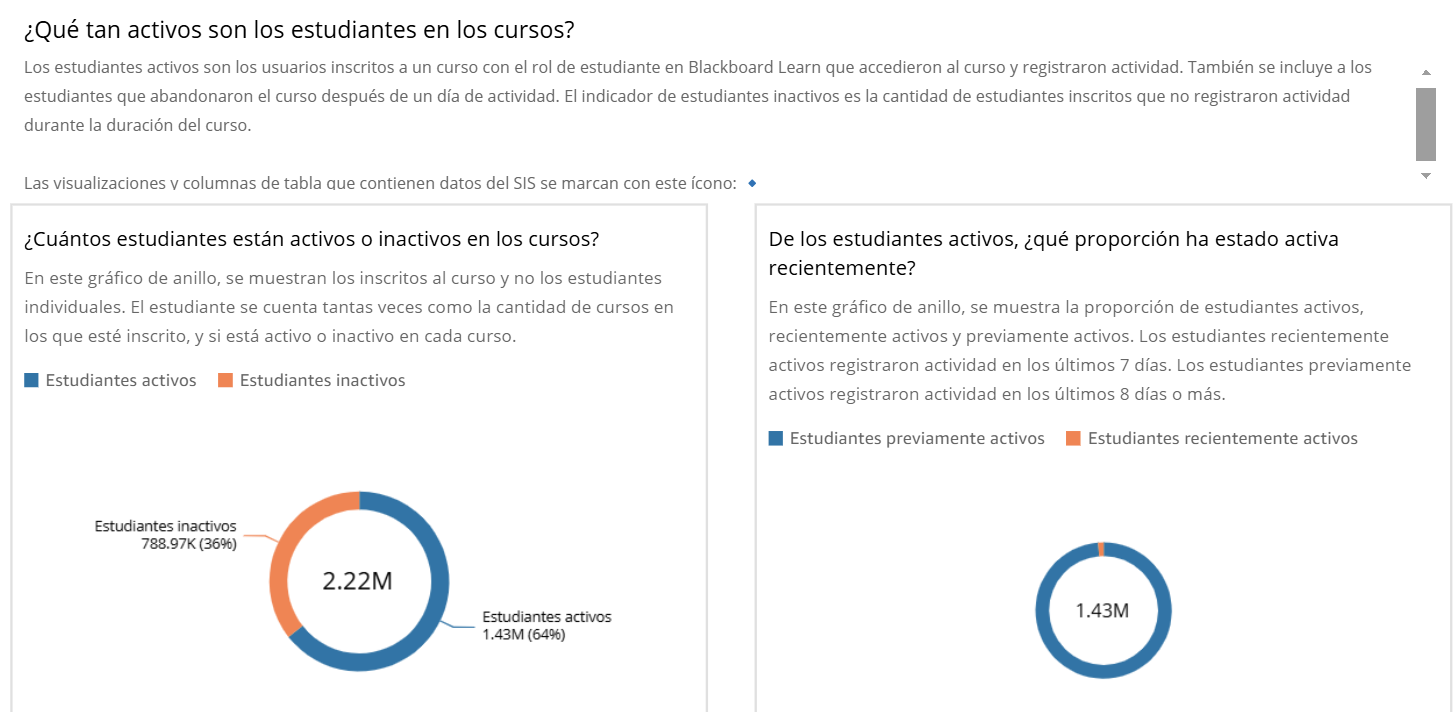 ¿Qué tan activos son los estudiantes en los cursos?
Los estudiantes activos son los usuarios inscritos a un curso con el rol de estudiante en Blackboard Learn que accedieron al curso y registraron actividad. También se incluye a los
estudiantes que abandonaron el curso después de un día de actividad. El indicador de estudiantes inactivos es la cantidad de estudiantes inscritos que no registraron actividad
durante la duración del curso.
Las visualizaciones y columnas de tabla que contienen datos del SIS se marcan con este ícono:
¿Cuántos estudiantes están activos o inactivos en los cursos?
En este gráfico de anillo, se muestran los inscritos al curso y no los estudiantes
individuales. El estudiante se cuenta tantas veces como la cantidad de cursos en
los que esté inscrito, y si está activo o inactivo en cada curso.
Estudiantes activos
Estudiantes inactivos
Estudiantes inactivos
788.97K (36%)
2.22M
Estudiantes activos
1.43M (64%)
De los estudiantes activos, ¿qué proporción ha estado activa
recientemente?
En este gráfico de anillo, se muestra la proporción de estudiantes activos,
recientemente activos y previamente activos. Los estudiantes recientemente
activos registraron actividad en los últimos 7 días. Los estudiantes previamente
activos registraron actividad en los últimos 8 días o más.
Estudiantes previamente activos
Estudiantes recientemente activos
1.43M